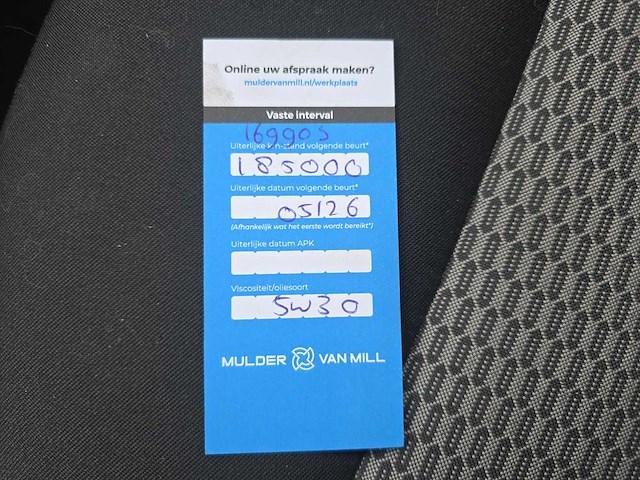 Online uw afspraak maken?
muldervanmill.nl/werkplaats
Vaste interval
169905
Uiterlijke km-stand volgende beurt*
185000
Uiterlijke datum volgende beurt*
05126
(Afhankelijk wat het eerste wordt bereikt*)
Uiterlijke datum APK
Viscositeit/oliesoort
5W30
MULDER VAN MILL